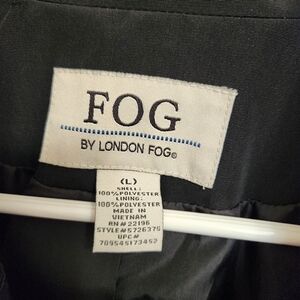 FOG
BY LONDON FOG®
(L)
SHELL:
100%POLYESTER
LINING:
100%POLYESTER
MADE IN
VIETNAM
RN#22196
STYLE#5726375
UPC#
709545173452